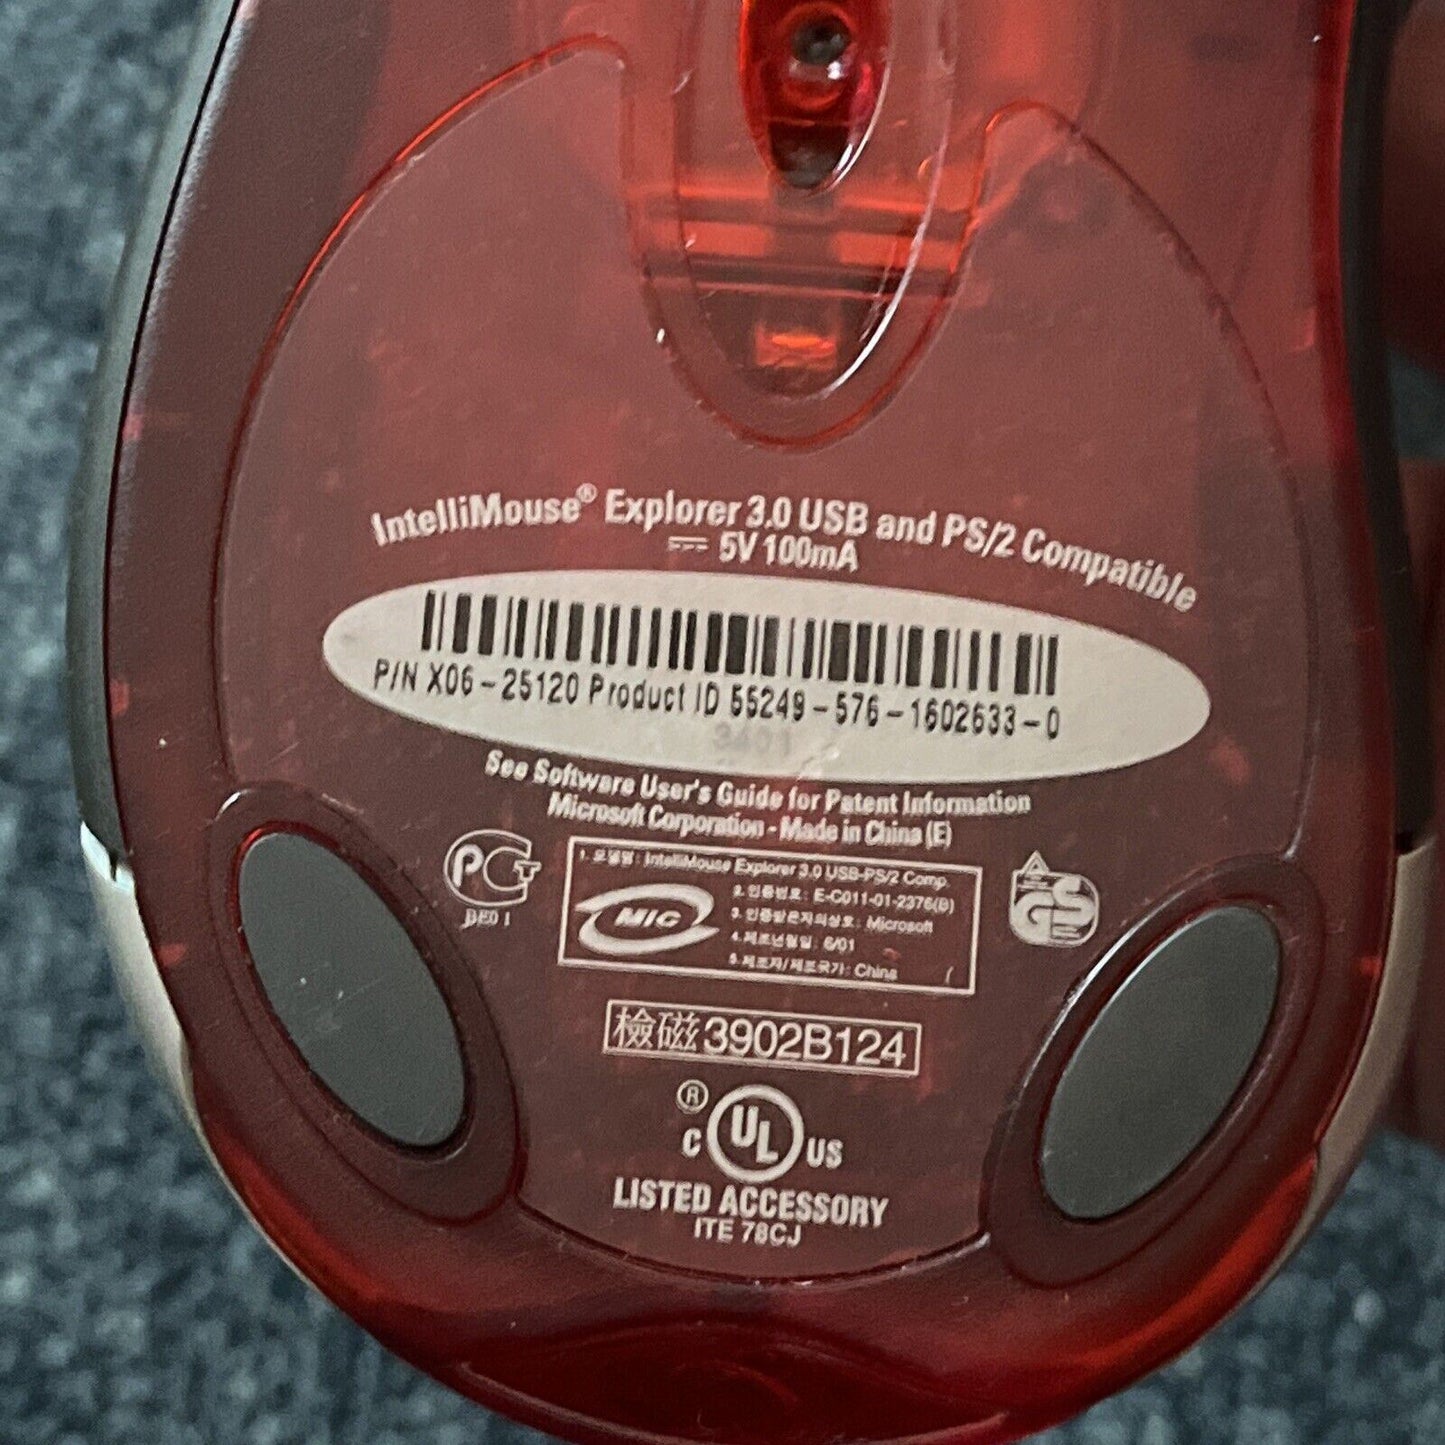 IntelliMouse® Explorer 3.0 USB and PS/2 Compatible
5V 100mA
P/N X06-25120 Product ID 55249-576-1602633-0
3401
See Software User's Guide for Patent Information
Microsoft Corporation - Made in China (E)
PCT
BE01
1. 모델명: IntelliMouse Explorer 3.0 USB-PS/2 Comp.
MIC
2. 인증번호: E-C011-01-2376(B)
3. 인증받은자의상호: Microsoft
4. 제조년월일: 6/01
5. 제조자/제조국가: China
GS
檢磁3902B124
® C UL US
LISTED ACCESSORY
ITE 78CJ